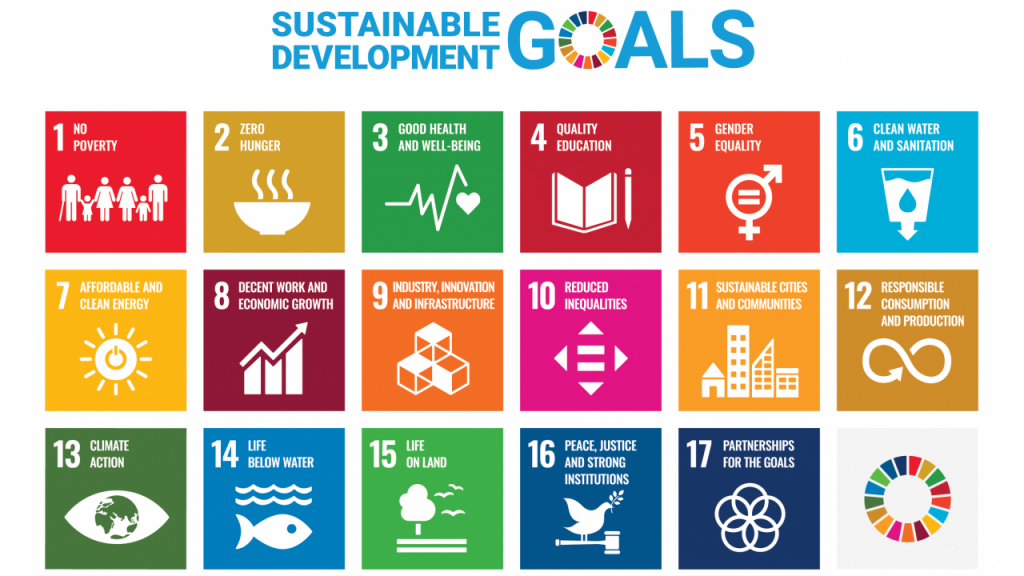 SUSTAINABLE
DEVELOPMENT
GOALS
1 NO
POVERTY
2 ZERO
HUNGER
3 GOOD HEALTH
AND WELL-BEING
4 QUALITY
EDUCATION
5 GENDER
EQUALITY
6 CLEAN WATER
AND SANITATION
7 AFFORDABLE AND
CLEAN ENERGY
8 DECENT WORK AND
ECONOMIC GROWTH
9 INDUSTRY, INNOVATION
AND INFRASTRUCTURE
10 REDUCED
INEQUALITIES
11 SUSTAINABLE CITIES
AND COMMUNITIES
12 RESPONSIBLE
CONSUMPTION
AND PRODUCTION
13 CLIMATE
ACTION
14 LIFE
BELOW WATER
15 LIFE
ON LAND
16 PEACE, JUSTICE
AND STRONG
INSTITUTIONS
17 PARTNERSHIPS
FOR THE GOALS